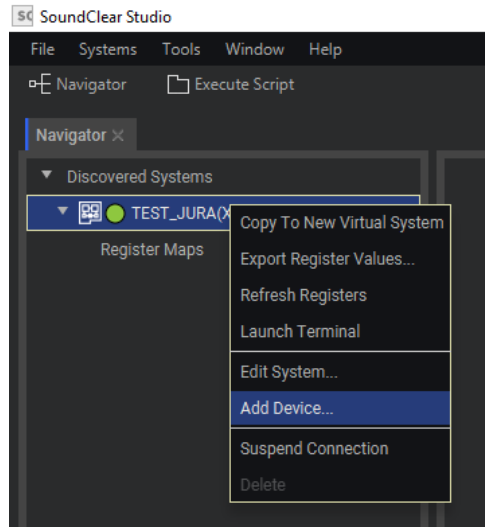 SC SoundClear Studio
File Systems Tools Window Help
Navigator Execute Script
Navigator
Discovered Systems
TEST_JURA(X
Register Maps
Copy To New Virtual System
Export Register Values...
Refresh Registers
Launch Terminal
Edit System...
Add Device...
Suspend Connection
Delete